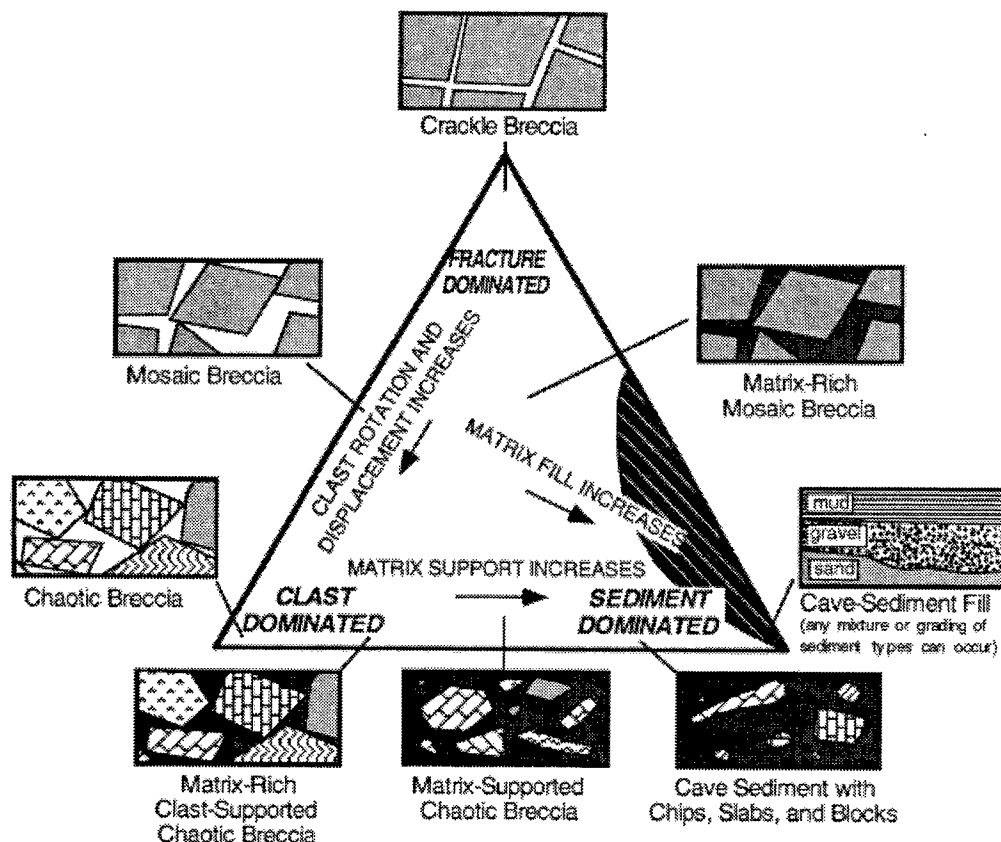 Crackle Breccia
FRACTURE
DOMINATED
Mosaic Breccia
Matrix-Rich
Mosaic Breccia
CLAST ROTATION AND
DISPLACEMENT INCREASES
MATRIX FILL INCREASES
mud
gravel
sand
Chaotic Breccia
MATRIX SUPPORT INCREASES
CLAST
DOMINATED
SEDIMENT
DOMINATED
Cave-Sediment Fill
(any mixture or grading of
sediment types can occur)
Matrix-Rich
Clast-Supported
Chaotic Breccia
Matrix-Supported
Chaotic Breccia
Cave Sediment with
Chips, Slabs, and Blocks